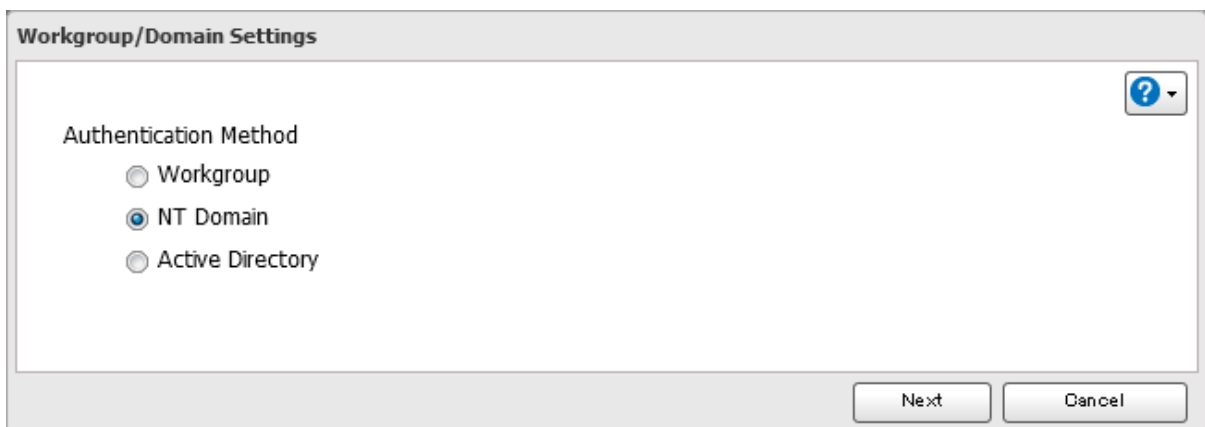 Workgroup/Domain Settings
?
Authentication Method
Workgroup
NT Domain
Active Directory
Next
Cancel